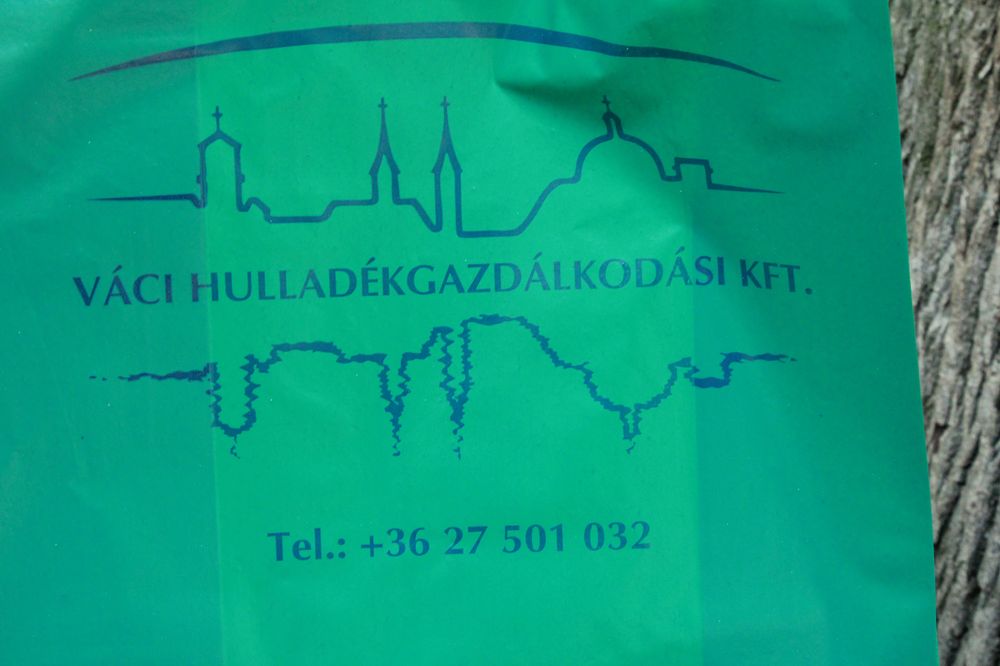 VÁCI HULLADÉKGAZDÁLKODÁSI KFT.
Tel.: +36 27 501 032